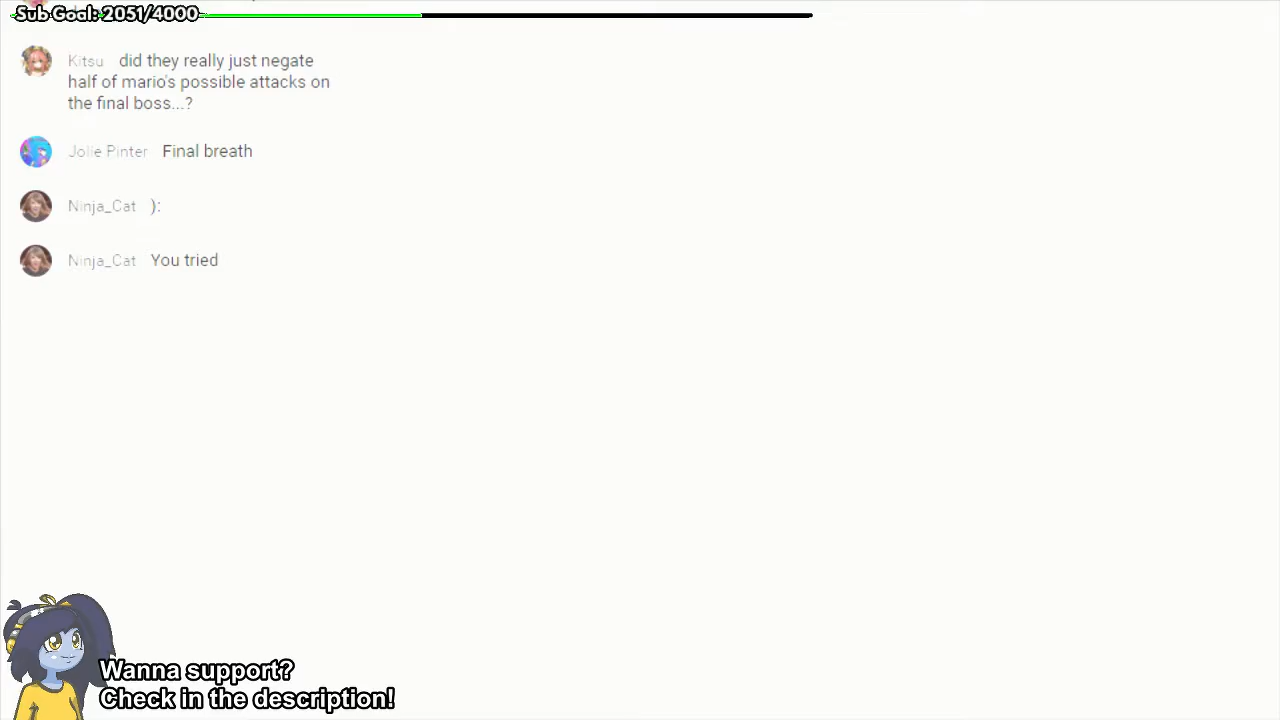 Sub Goal: 2051/4000
Kitsu did they really just negate
half of mario's possible attacks on
the final boss...?
Jolie Pinter Final breath
Ninja_Cat ):
Ninja_Cat You tried
Wanna support?
Check in the description!